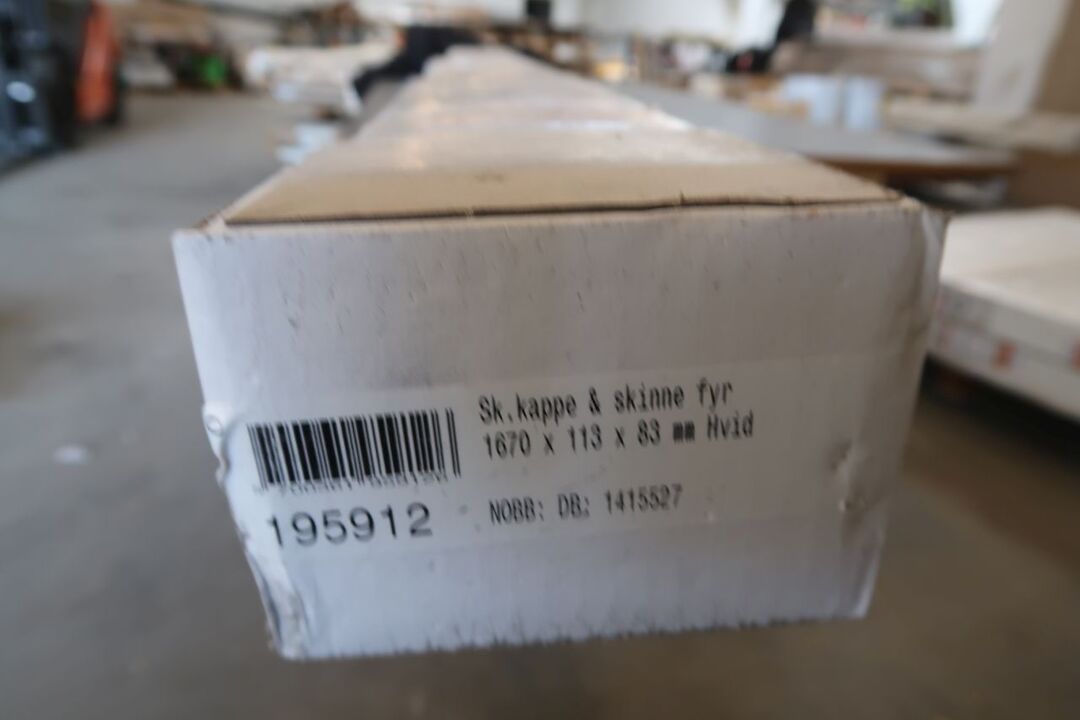 Sk.kappe & skinne fyr
1670 x 113 x 83 mm Hvid
195912
NOBB: DB: 1415527